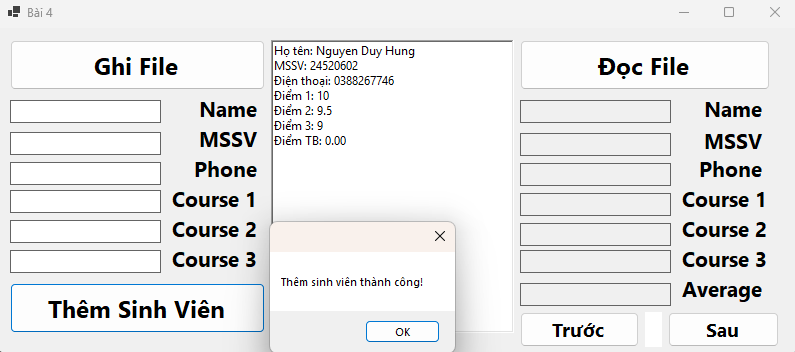 Bài 4
Ghi File
Name
MSSV
Phone
Course 1
Course 2
Course 3
Thêm Sinh Viên
Họ tên: Nguyen Duy Hung
MSSV: 24520602
Điện thoại: 0388267746
Điểm 1: 10
Điểm 2: 9.5
Điểm 3: 9
Điểm TB: 0.00
Thêm sinh viên thành công!
OK
Đọc File
Name
MSSV
Phone
Course 1
Course 2
Course 3
Average
Trước
Sau